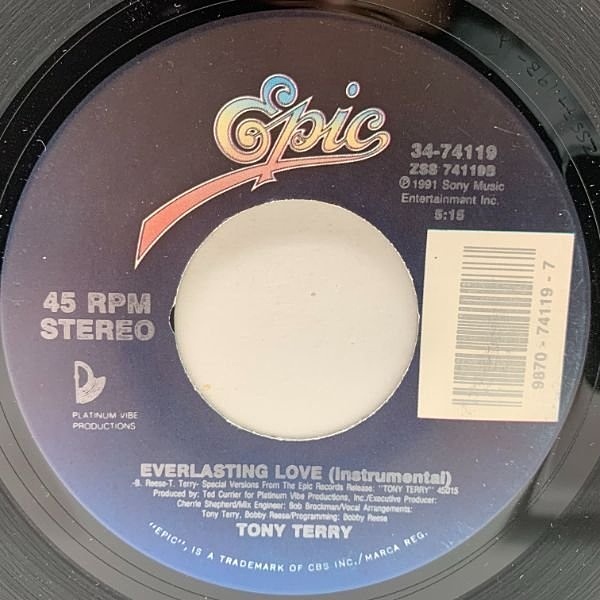 Epic
34-74119
ZSS 74119B
℗ 1991 Sony Music
Entertainment Inc.
5:15
45 RPM
STEREO
9870-74119-7
PLATINUM VIBE
PRODUCTIONS
EVERLASTING LOVE (Instrumental)
-B. Reese-T. Terry- Special Versions From The Epic Records Release: "TONY TERRY" 45015
Produced by: Ted Currier for Platinum Vibe Productions, Inc./Executive Producer:
Cherrie Shepherd/Mix Engineer: Bob Brockman/Vocal Arrangements:
Tony Terry, Bobby Reese/Programming: Bobby Reese
TONY TERRY
"EPIC", IS A TRADEMARK OF CBS INC./MARCA REG.